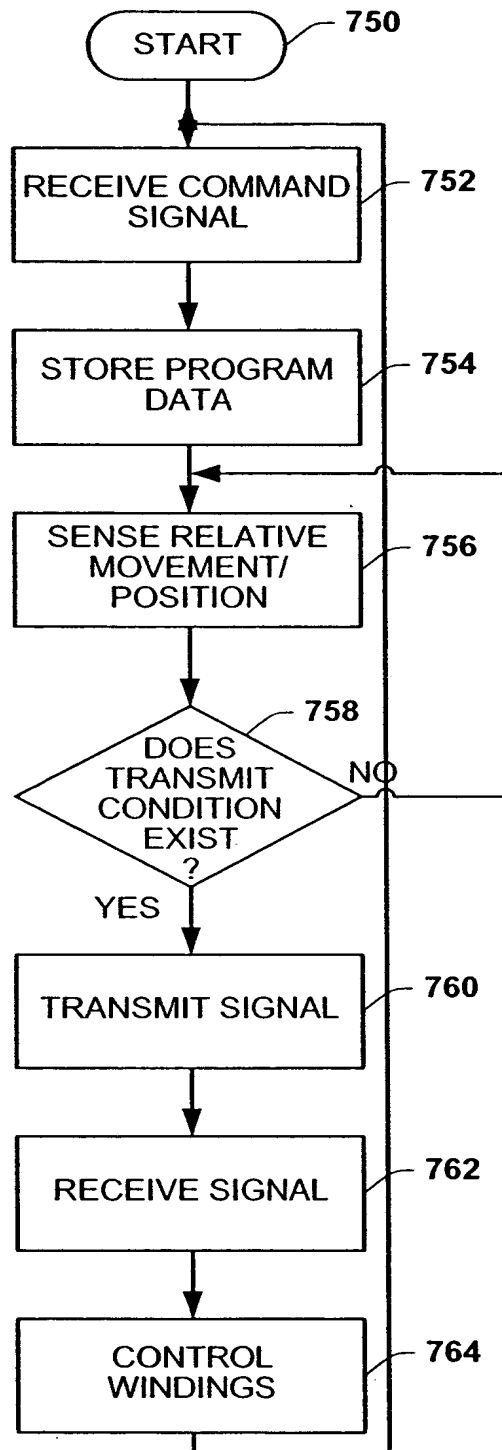 START
750
RECEIVE COMMAND
SIGNAL
752
STORE PROGRAM
DATA
754
SENSE RELATIVE
MOVEMENT/
POSITION
756
758
DOES
TRANSMIT
CONDITION
EXIST
?
NO
YES
TRANSMIT SIGNAL
760
RECEIVE SIGNAL
762
CONTROL
WINDINGS
764